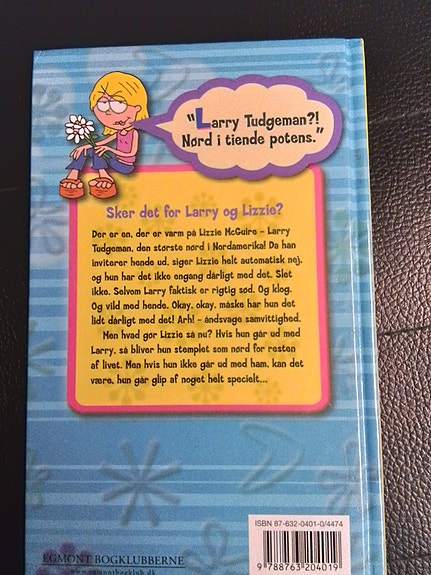 "Larry Tudgeman?!
Nørd i tiende potens."
Sker det for Larry og Lizzie?
Der er en, der er varm på Lizzie McGuire – Larry
Tudgeman, den største nørd i Nordamerika! Da han
inviterer hende ud, siger Lizzie helt automatisk nej,
og hun har det ikke engang dårligt med det. Slet
ikke. Selvom Larry faktisk er rigtig sød. Og klog.
Og vild med hende. Okay, okay, måske har hun det
lidt dårligt med det! Arh! – åndsvage samvittighed.
Men hvad gør Lizzie så nu? Hvis hun går ud med
Larry, så bliver hun stemplet som nørd for resten
af livet. Men hvis hun ikke går ud med ham, kan det
være, hun går glip af noget helt specielt...
ISBN 87-632-0401-0/4474
9 788763 204019
EGMONT BOGKLUBBERNE
www.egmontbogklub.dk